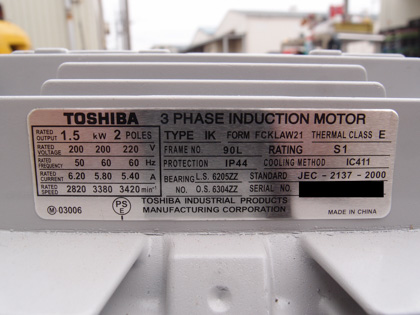 TOSHIBA 3 PHASE INDUCTION MOTOR
RATED OUTPUT 1.5 kW 2 POLES TYPE IK FORM FCKLAW21 THERMAL CLASS E
RATED VOLTAGE 200 200 220 V FRAME NO. 90L RATING S1
RATED FREQUENCY 50 60 60 Hz PROTECTION IP44 COOLING METHOD IC411
RATED CURRENT 6.20 5.80 5.40 A BEARING L.S. 6205ZZ STANDARD JEC - 2137 - 2000
RATED SPEED 2820 3380 3420 min⁻¹ NO. O.S. 6304ZZ SERIAL NO.
M 03006 PS E TOSHIBA INDUSTRIAL PRODUCTS
MANUFACTURING CORPORATION MADE IN CHINA